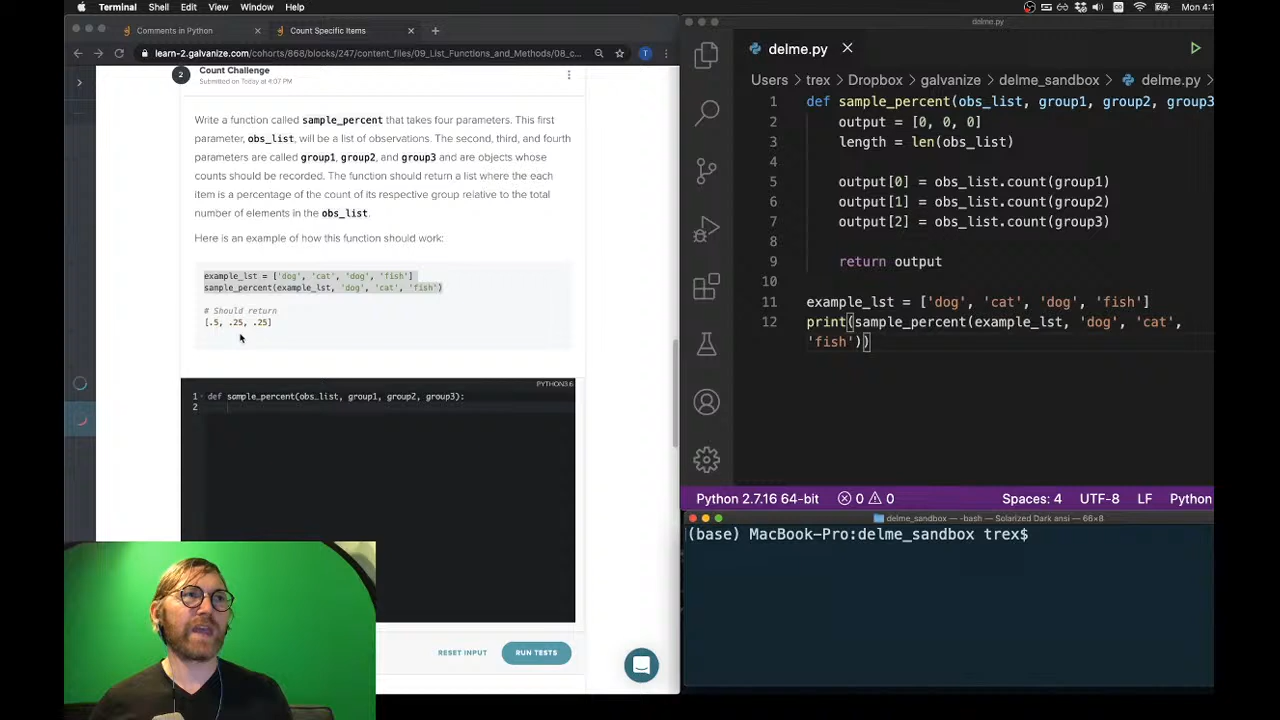 Terminal Shell Edit View Window Help
Mon 4:1
Comments in Python
Count Specific Items
learn-2.galvanize.com/cohorts/868/blocks/247/content_files/09_List_Functions_and_Methods/08_c…
T
2
Count Challenge
Submitted on Today at 4:07 PM
Write a function called sample_percent that takes four parameters. This first
parameter, obs_list, will be a list of observations. The second, third, and fourth
parameters are called group1, group2, and group3 and are objects whose
counts should be recorded. The function should return a list where the each
item is a percentage of the count of its respective group relative to the total
number of elements in the obs_list.
Here is an example of how this function should work:
example_lst = ['dog', 'cat', 'dog', 'fish']
sample_percent(example_lst, 'dog', 'cat', 'fish')
# Should return
[.5, .25, .25]
PYTHON3.6
1 def sample_percent(obs_list, group1, group2, group3):
2
RESET INPUT
RUN TESTS
delme.py
delme.py
Users > trex > Dropbox > galvanize > delme_sandbox > delme.py >
1 def sample_percent(obs_list, group1, group2, group3
2 output = [0, 0, 0]
3 length = len(obs_list)
4
5 output[0] = obs_list.count(group1)
6 output[1] = obs_list.count(group2)
7 output[2] = obs_list.count(group3)
8
9 return output
10
11 example_lst = ['dog', 'cat', 'dog', 'fish']
12 print(sample_percent(example_lst, 'dog', 'cat',
'fish'))
Python 2.7.16 64-bit 0 0 Spaces: 4 UTF-8 LF Python
delme_sandbox — -bash — Solarized Dark ansi — 66×8
(base) MacBook-Pro:delme_sandbox trex$